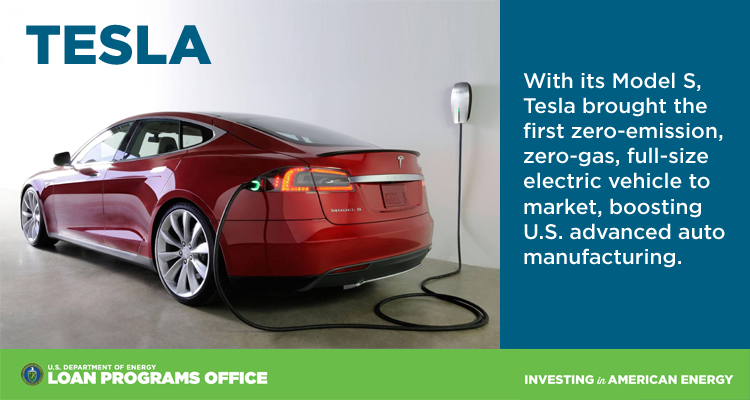 TESLA
With its Model S,
Tesla brought the
first zero-emission,
zero-gas, full-size
electric vehicle to
market, boosting
U.S. advanced auto
manufacturing.
MODEL S
U.S. DEPARTMENT OF ENERGY
LOAN PROGRAMS OFFICE
INVESTING in AMERICAN ENERGY